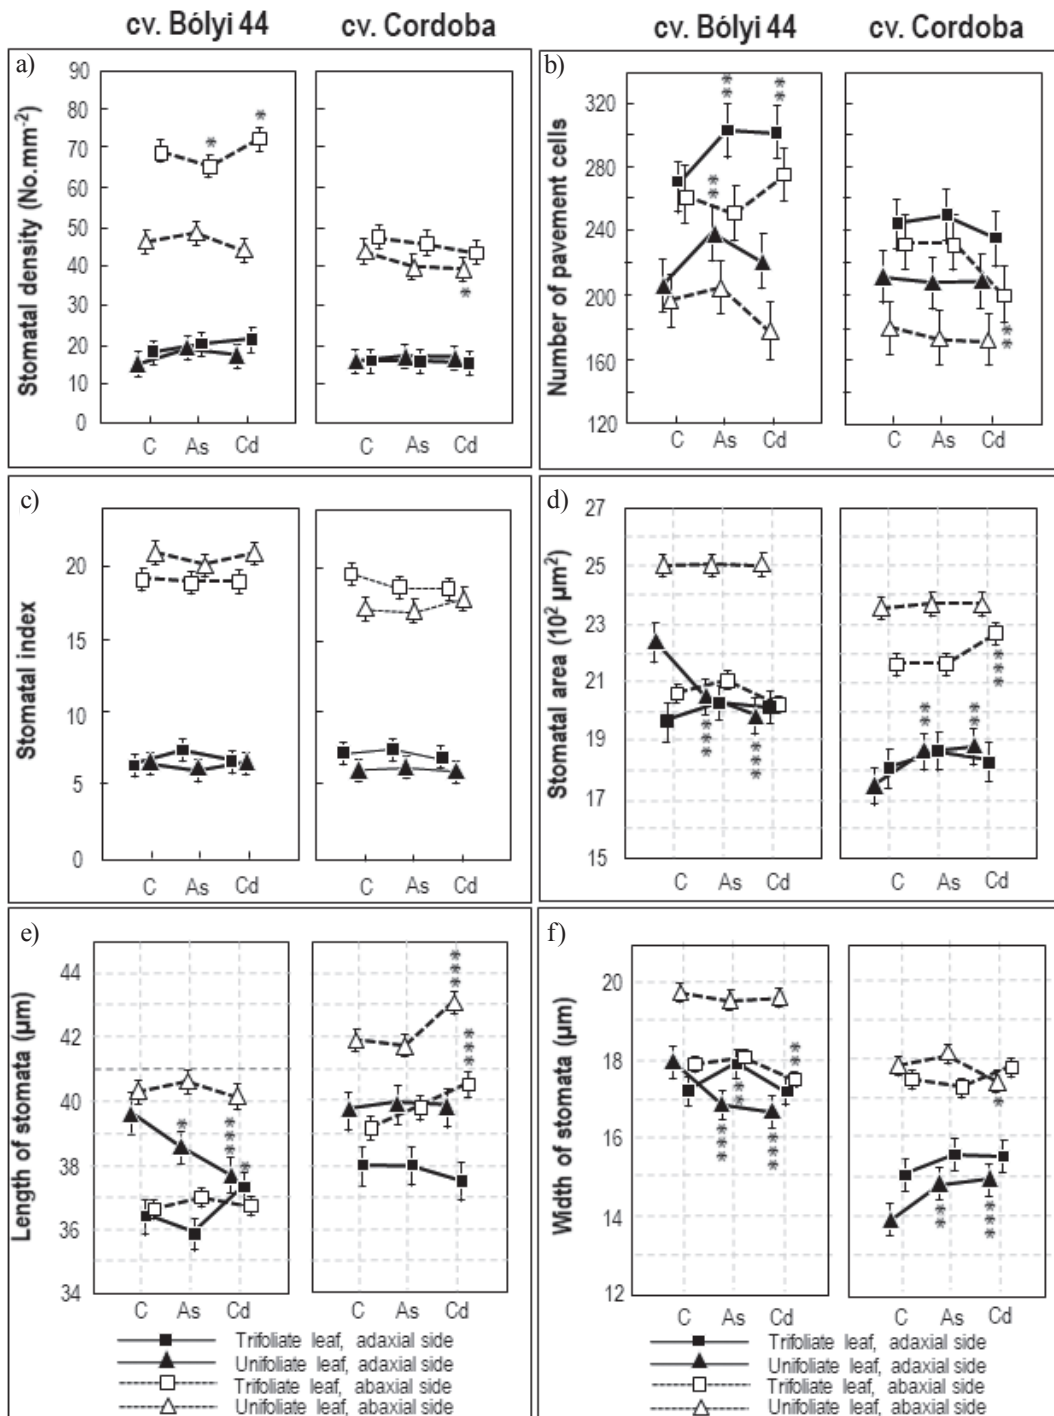 cv. Bólyi 44 cv. Cordoba cv. Bólyi 44 cv. Cordoba
a)
Stomatal density (No.mm-2)
90
80
70
60
50
40
30
20
10
0
* *
*
C As Cd C As Cd
b)
Number of pavement cells
320
280
240
200
160
120
** **
**
**
C As Cd C As Cd
c)
Stomatal index
20
15
10
5
0
C As Cd C As Cd
d)
Stomatal area (10² µm²)
27
25
23
21
19
17
15
*** ***
** **
***
C As Cd C As Cd
e)
Length of stomata (µm)
44
42
40
38
36
34
* *** *
*** ***
C As Cd C As Cd
f)
Width of stomata (µm)
20
18
16
14
12
*** ** *** **
** *** *
C As Cd C As Cd
Trifoliate leaf, adaxial side
Unifoliate leaf, adaxial side
Trifoliate leaf, abaxial side
Unifoliate leaf, abaxial side
Trifoliate leaf, adaxial side
Unifoliate leaf, adaxial side
Trifoliate leaf, abaxial side
Unifoliate leaf, abaxial side